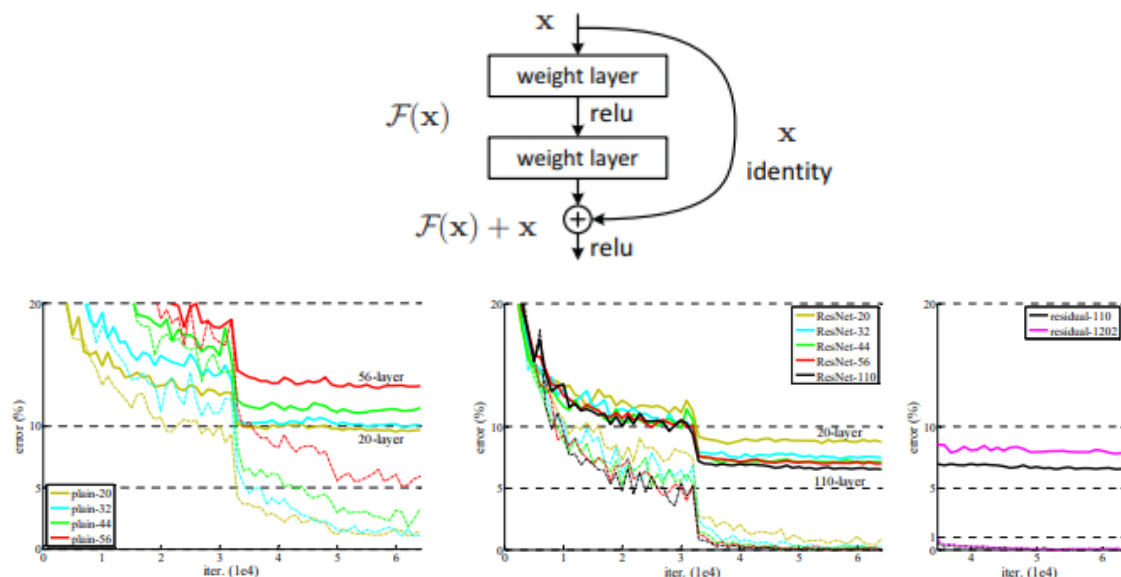 x
weight layer
F(x)
relu
x
weight layer
identity
F(x) + x
relu
20
10
5
0
error (%)
56-layer
20-layer
plain-20
plain-32
plain-44
plain-56
0 1 2 3 4 5 6
iter. (1e4)
20
10
5
0
error (%)
ResNet-20
ResNet-32
ResNet-44
ResNet-56
ResNet-110
20-layer
110-layer
0 1 2 3 4 5 6
iter. (1e4)
20
10
5
1
0
error (%)
residual-110
residual-1202
4 5 6
iter. (1e4)